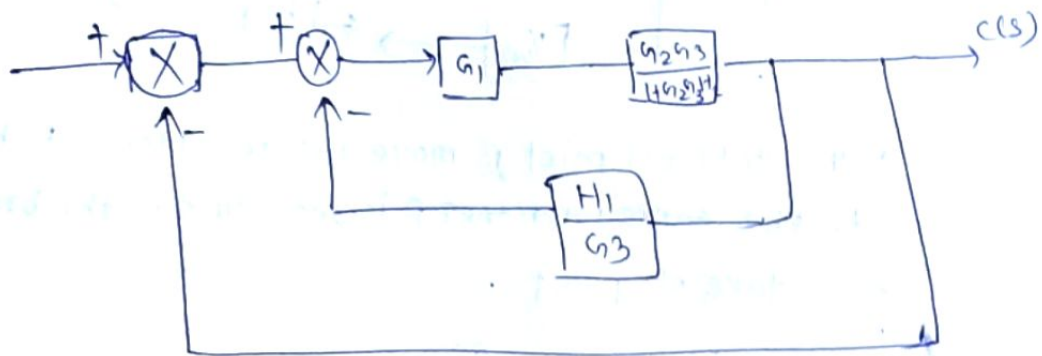 + + C(S)
X X G1 G2G3
1+G2G3H
- -
H1
G3